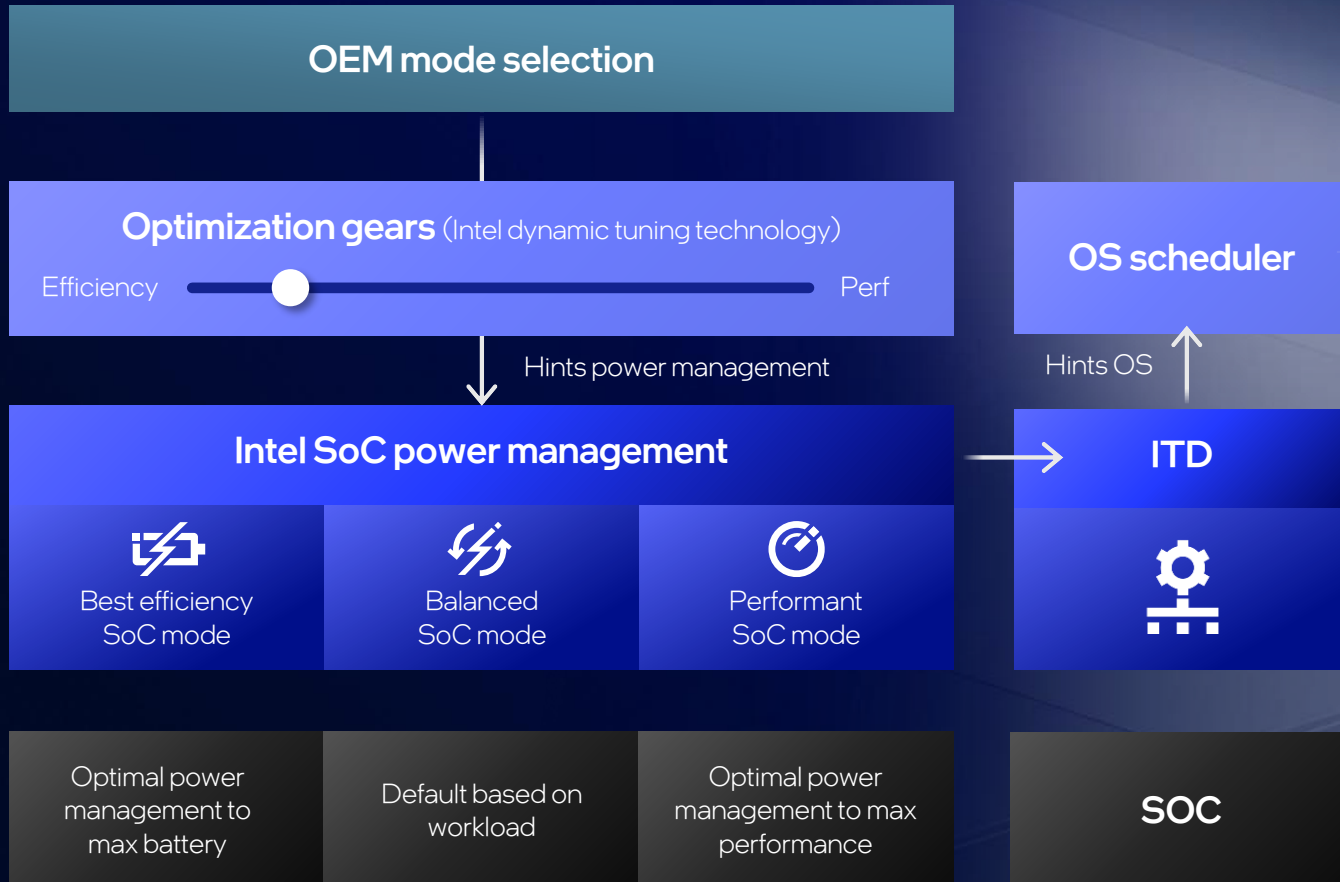 OEM mode selection
Optimization gears (Intel dynamic tuning technology)
Efficiency
Perf
OS scheduler
Hints power management
Hints OS
Intel SoC power management
ITD
Best efficiency
SoC mode
Balanced
SoC mode
Performant
SoC mode
Optimal power
management to
max battery
Default based on
workload
Optimal power
management to max
performance
SOC